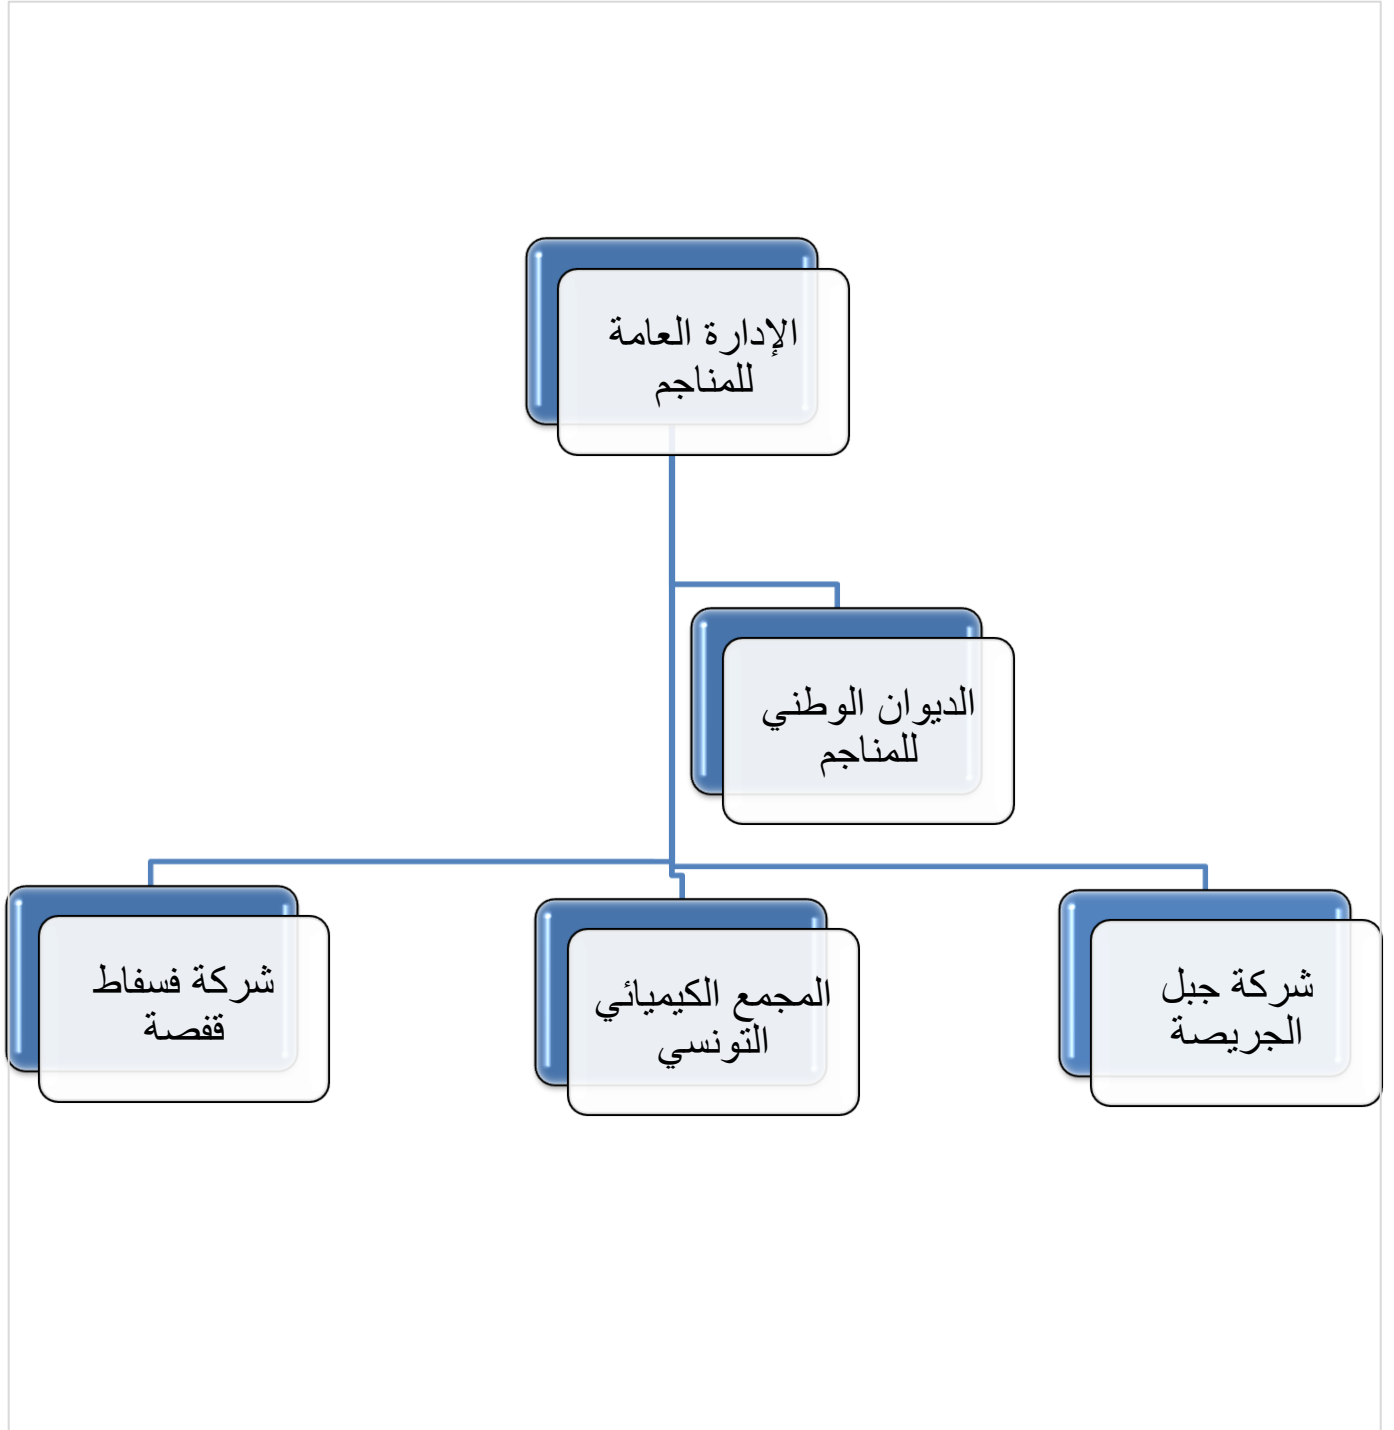 الإدارة العامة
للمناجم
الديوان الوطني
للمناجم
شركة جبل
الجريصة
المجمع الكيميائي
التونسي
شركة فسفاط
قفصة